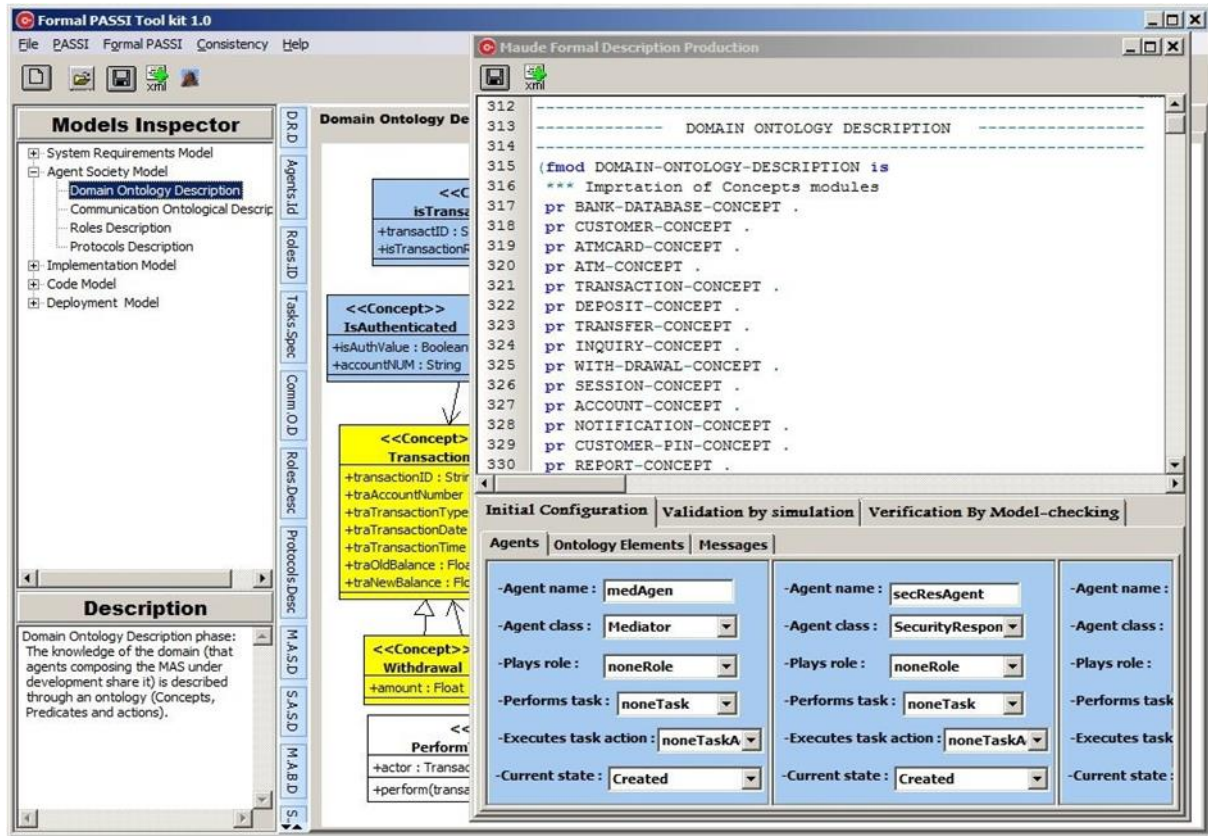 Formal PASSI Tool kit 1.0
File PASSI Formal PASSI Consistency Help
xml
Models Inspector
System Requirements Model
Agent Society Model
Domain Ontology Description
Communication Ontological Descrip
Roles Description
Protocols Description
Implementation Model
Code Model
Deployment Model
Description
Domain Ontology Description phase:
The knowledge of the domain (that
agents composing the MAS under
development share it) is described
through an ontology (Concepts,
Predicates and actions).
D.R.D
Agents.Id
Roles.ID
Tasks.Spec
Comm.O.D
Roles.Desc
Protocols.Desc
M.A.S.D
S.A.S.D
M.A.B.D
S.
Domain Ontology De
<<C
isTransa
+transactID : S
+isTransactionR
<<Concept>>
IsAuthenticated
+isAuthValue : Boolean
+accountNUM : String
<<Concept>
Transaction
+transactionID : Strin
+traAccountNumber
+traTransactionType
+traTransactionDate
+traTransactionTime
+traOldBalance : Floa
+traNewBalance : Flo
<<Concept>>
Withdrawal
+amount : Float
<<
Perform
+actor : Transac
+perform(transa
Maude Formal Description Production
xml
312 ----------------------------------------------------------------
313 ------------- DOMAIN ONTOLOGY DESCRIPTION -----------------
314 ----------------------------------------------------------------
315 (fmod DOMAIN-ONTOLOGY-DESCRIPTION is
316 *** Imprtation of Concepts modules
317 pr BANK-DATABASE-CONCEPT .
318 pr CUSTOMER-CONCEPT .
319 pr ATMCARD-CONCEPT .
320 pr ATM-CONCEPT .
321 pr TRANSACTION-CONCEPT .
322 pr DEPOSIT-CONCEPT .
323 pr TRANSFER-CONCEPT .
324 pr INQUIRY-CONCEPT .
325 pr WITH-DRAWAL-CONCEPT .
326 pr SESSION-CONCEPT .
327 pr ACCOUNT-CONCEPT .
328 pr NOTIFICATION-CONCEPT .
329 pr CUSTOMER-PIN-CONCEPT .
330 pr REPORT-CONCEPT .
Initial Configuration Validation by simulation Verification By Model-checking
Agents Ontology Elements Messages
-Agent name : medAgen
-Agent class : Mediator
-Plays role : noneRole
-Performs task : noneTask
-Executes task action : noneTaskA
-Current state : Created
-Agent name : secResAgent
-Agent class : SecurityRespon
-Plays role : noneRole
-Performs task : noneTask
-Executes task action : noneTaskA
-Current state : Created
-Agent name :
-Agent class :
-Plays role :
-Performs task
-Executes task
-Current state :